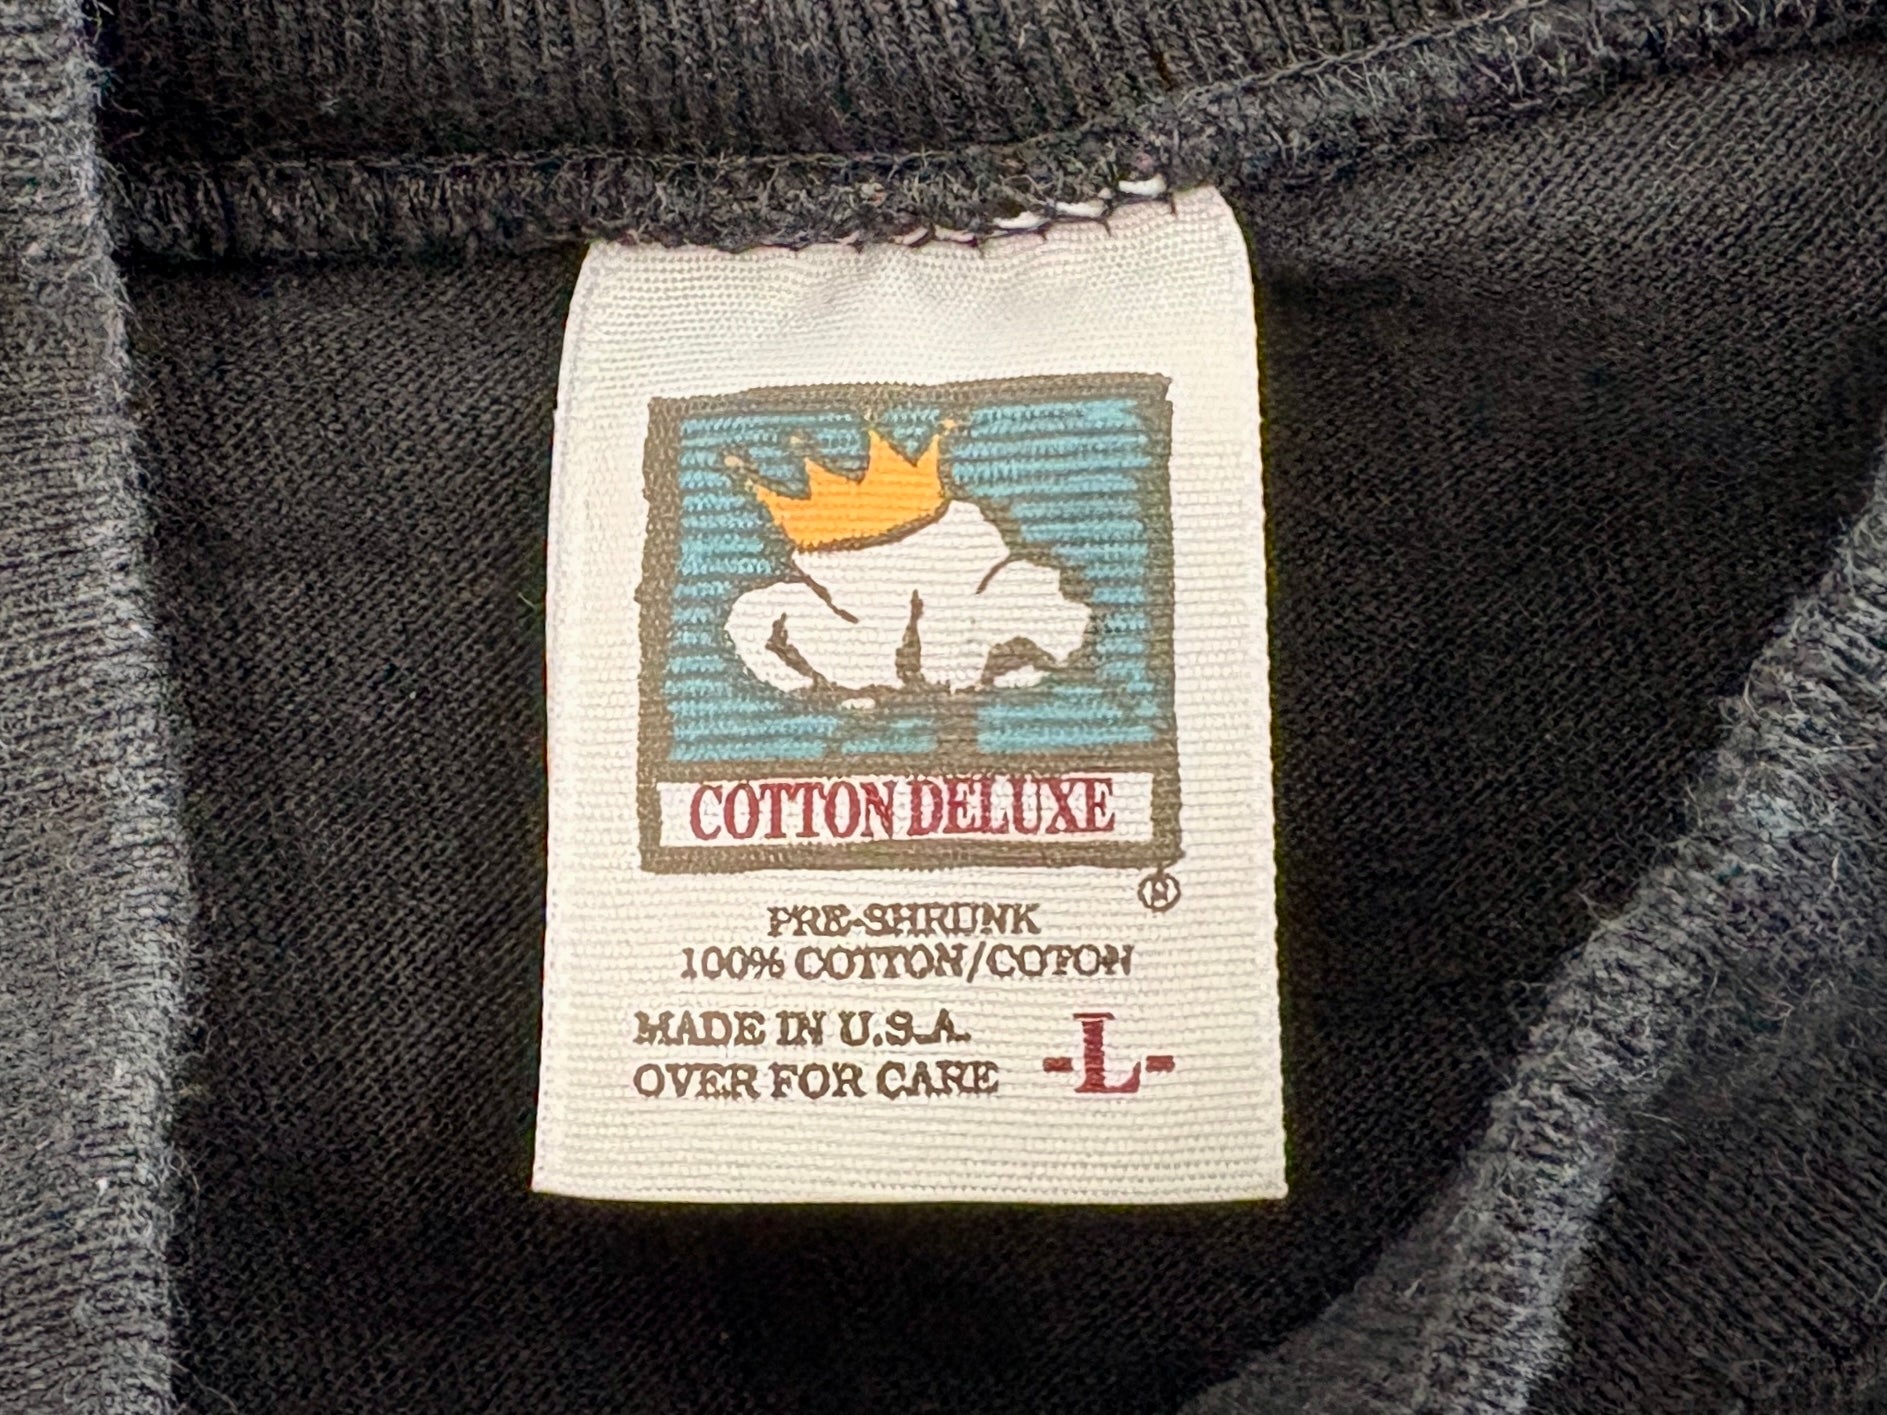 COTTON DELUXE
®
PRE-SHRUNK
100% COTTON/COTON
MADE IN U.S.A.
OVER FOR CARE
-L-